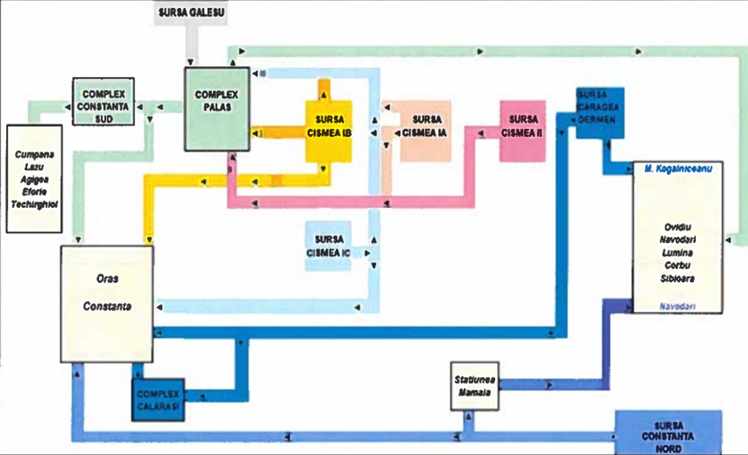 SURSA GALESU
COMPLEX
CONSTANTA
SUD
COMPLEX
PALAS
SURSA
CISMEA IB
SURSA
CISMEA IA
SURSA
CISMEA II
SURSA
CARAGEA
DERMEN
Cumpana
Lazu
Agigea
Eforie
Techirghiol
M. Kogalniceanu
Ovidiu
Navodari
Lumina
Corbu
Sibioara
Navodari
SURSA
CISMEA IC
Oras
Constanta
COMPLEX
CALARASI
Statiunea
Mamaia
SURSA
CONSTANTA
NORD